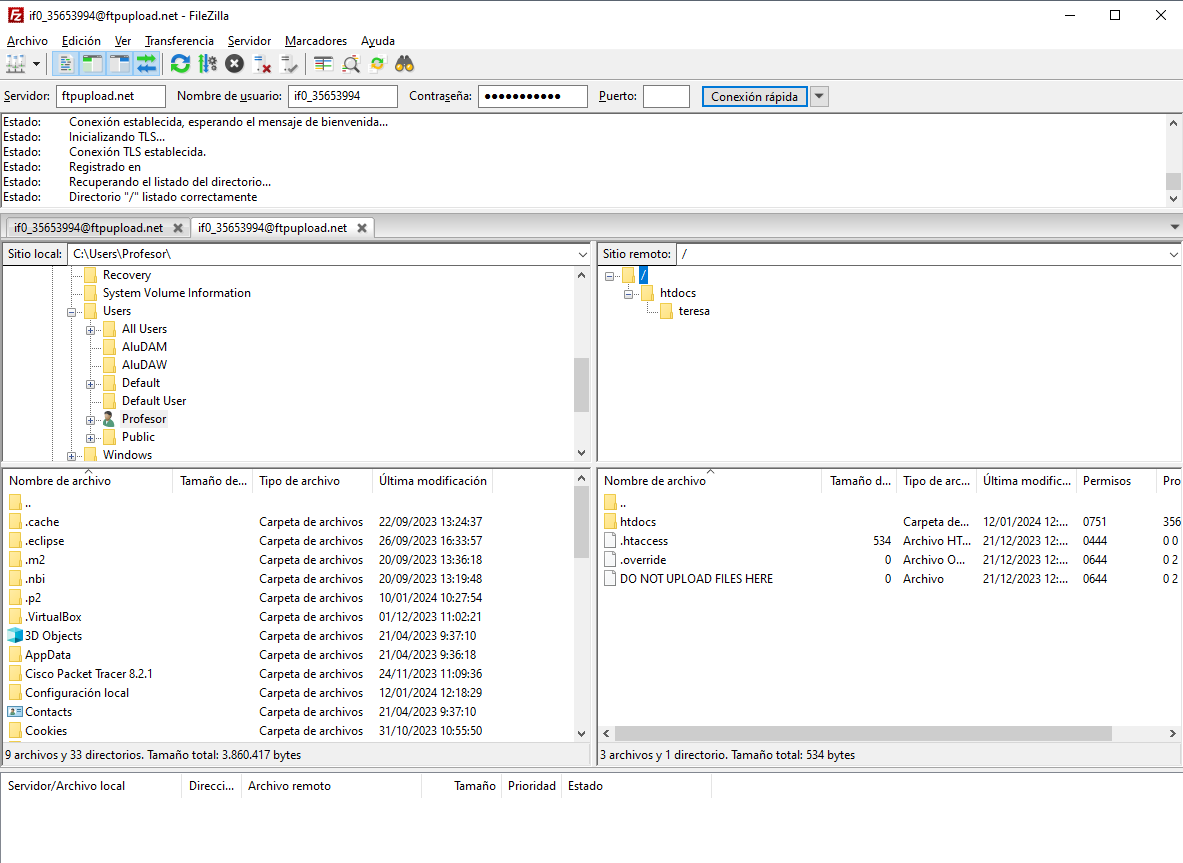 if0_35653994@ftpupload.net - FileZilla
Archivo Edición Ver Transferencia Servidor Marcadores Ayuda
Servidor: ftpupload.net Nombre de usuario: if0_35653994 Contraseña: ●●●●●●●●●●● Puerto: Conexión rápida
Estado: Conexión establecida, esperando el mensaje de bienvenida...
Estado: Inicializando TLS...
Estado: Conexión TLS establecida.
Estado: Registrado en
Estado: Recuperando el listado del directorio...
Estado: Directorio "/" listado correctamente
if0_35653994@ftpupload.net if0_35653994@ftpupload.net
Sitio local: C:\Users\Profesor\
Recovery
System Volume Information
Users
All Users
AluDAM
AluDAW
Default
Default User
Profesor
Public
Windows
Sitio remoto: /
/
htdocs
teresa
Nombre de archivo Tamaño de... Tipo de archivo Última modificación
..
.cache Carpeta de archivos 22/09/2023 13:24:37
.eclipse Carpeta de archivos 26/09/2023 16:33:57
.m2 Carpeta de archivos 20/09/2023 13:36:18
.nbi Carpeta de archivos 20/09/2023 13:19:48
.p2 Carpeta de archivos 10/01/2024 10:27:54
.VirtualBox Carpeta de archivos 01/12/2023 11:02:21
3D Objects Carpeta de archivos 21/04/2023 9:37:10
AppData Carpeta de archivos 21/04/2023 9:36:18
Cisco Packet Tracer 8.2.1 Carpeta de archivos 24/11/2023 11:09:36
Configuración local Carpeta de archivos 12/01/2024 12:18:29
Contacts Carpeta de archivos 21/04/2023 9:37:10
Cookies Carpeta de archivos 31/10/2023 10:55:50
9 archivos y 33 directorios. Tamaño total: 3.860.417 bytes
Nombre de archivo Tamaño d... Tipo de arc... Última modific... Permisos Pro
..
htdocs Carpeta de... 12/01/2024 12:... 0751 356
.htaccess 534 Archivo HT... 21/12/2023 12:... 0444 0 0
.override 0 Archivo O... 21/12/2023 12:... 0644 0 2
DO NOT UPLOAD FILES HERE 0 Archivo 21/12/2023 12:... 0644 0 2
3 archivos y 1 directorio. Tamaño total: 534 bytes
Servidor/Archivo local Direcci... Archivo remoto Tamaño Prioridad Estado